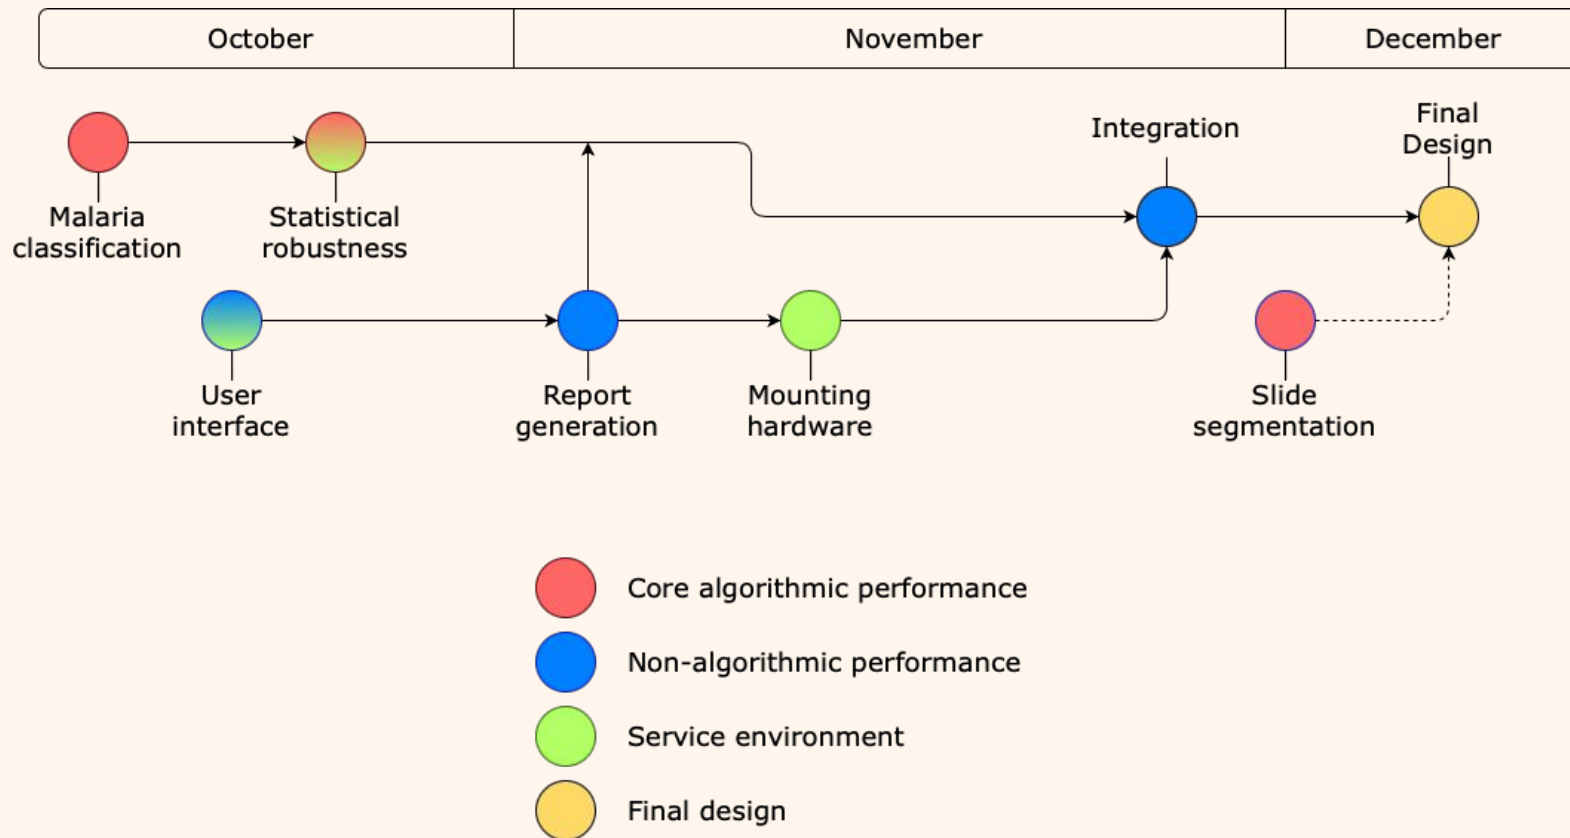 October
November
December
Malaria
classification
Statistical
robustness
Integration
Final
Design
User
interface
Report
generation
Mounting
hardware
Slide
segmentation
Core algorithmic performance
Non-algorithmic performance
Service environment
Final design